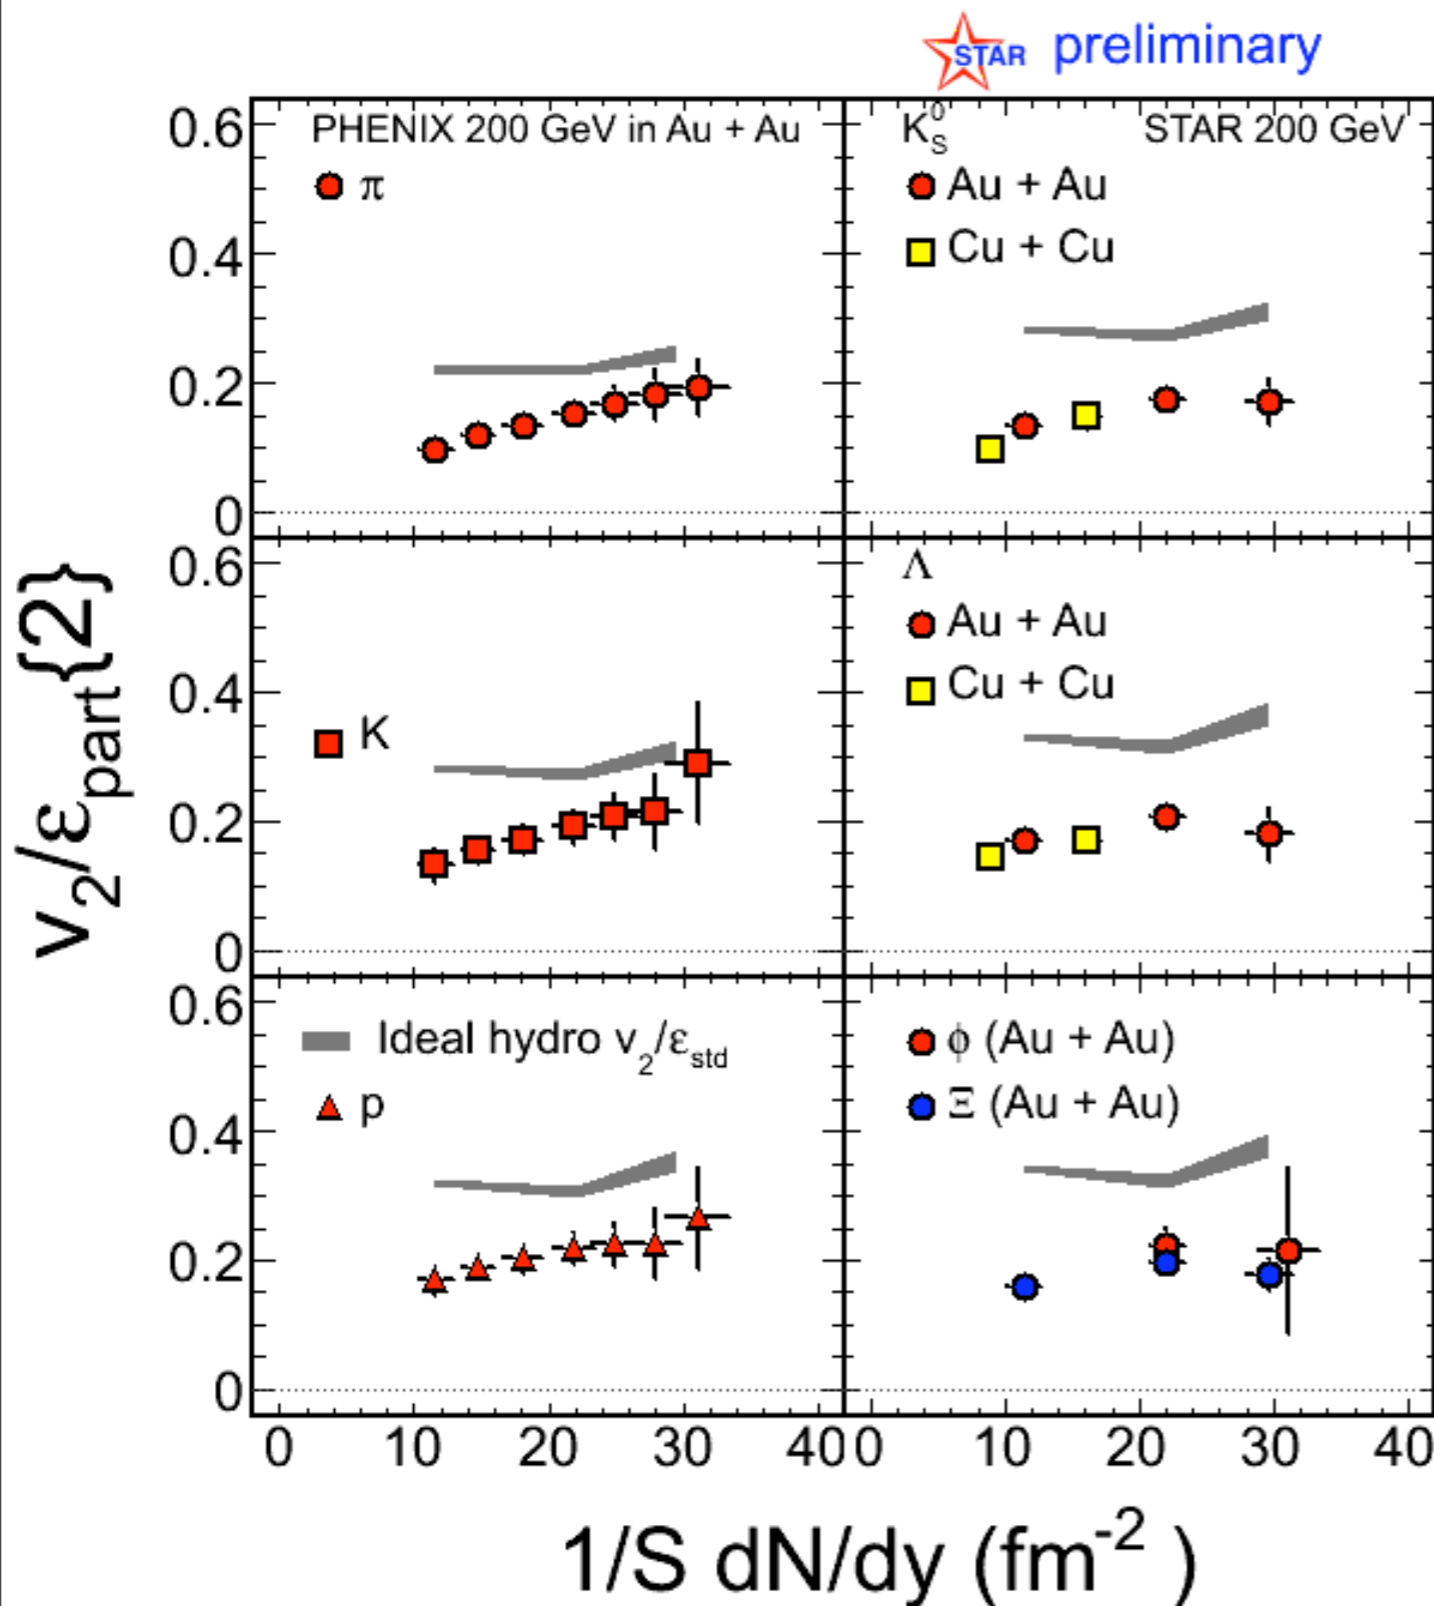 STAR preliminary
v₂/ε_part{2}
PHENIX 200 GeV in Au + Au
π
0.6
0.4
0.2
0
K⁰_S STAR 200 GeV
Au + Au
Cu + Cu
K
0.6
0.4
0.2
0
Λ
Au + Au
Cu + Cu
Ideal hydro v₂/ε_std
p
0.6
0.4
0.2
0
ϕ (Au + Au)
Ξ (Au + Au)
0 10 20 30 40 0 10 20 30 40
1/S dN/dy (fm⁻²)